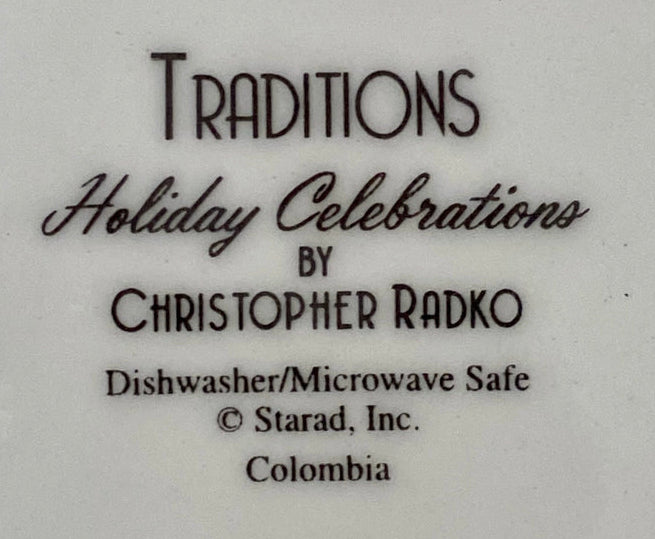 TRADITIONS
Holiday Celebrations
BY
CHRISTOPHER RADKO
Dishwasher/Microwave Safe
© Starad, Inc.
Colombia